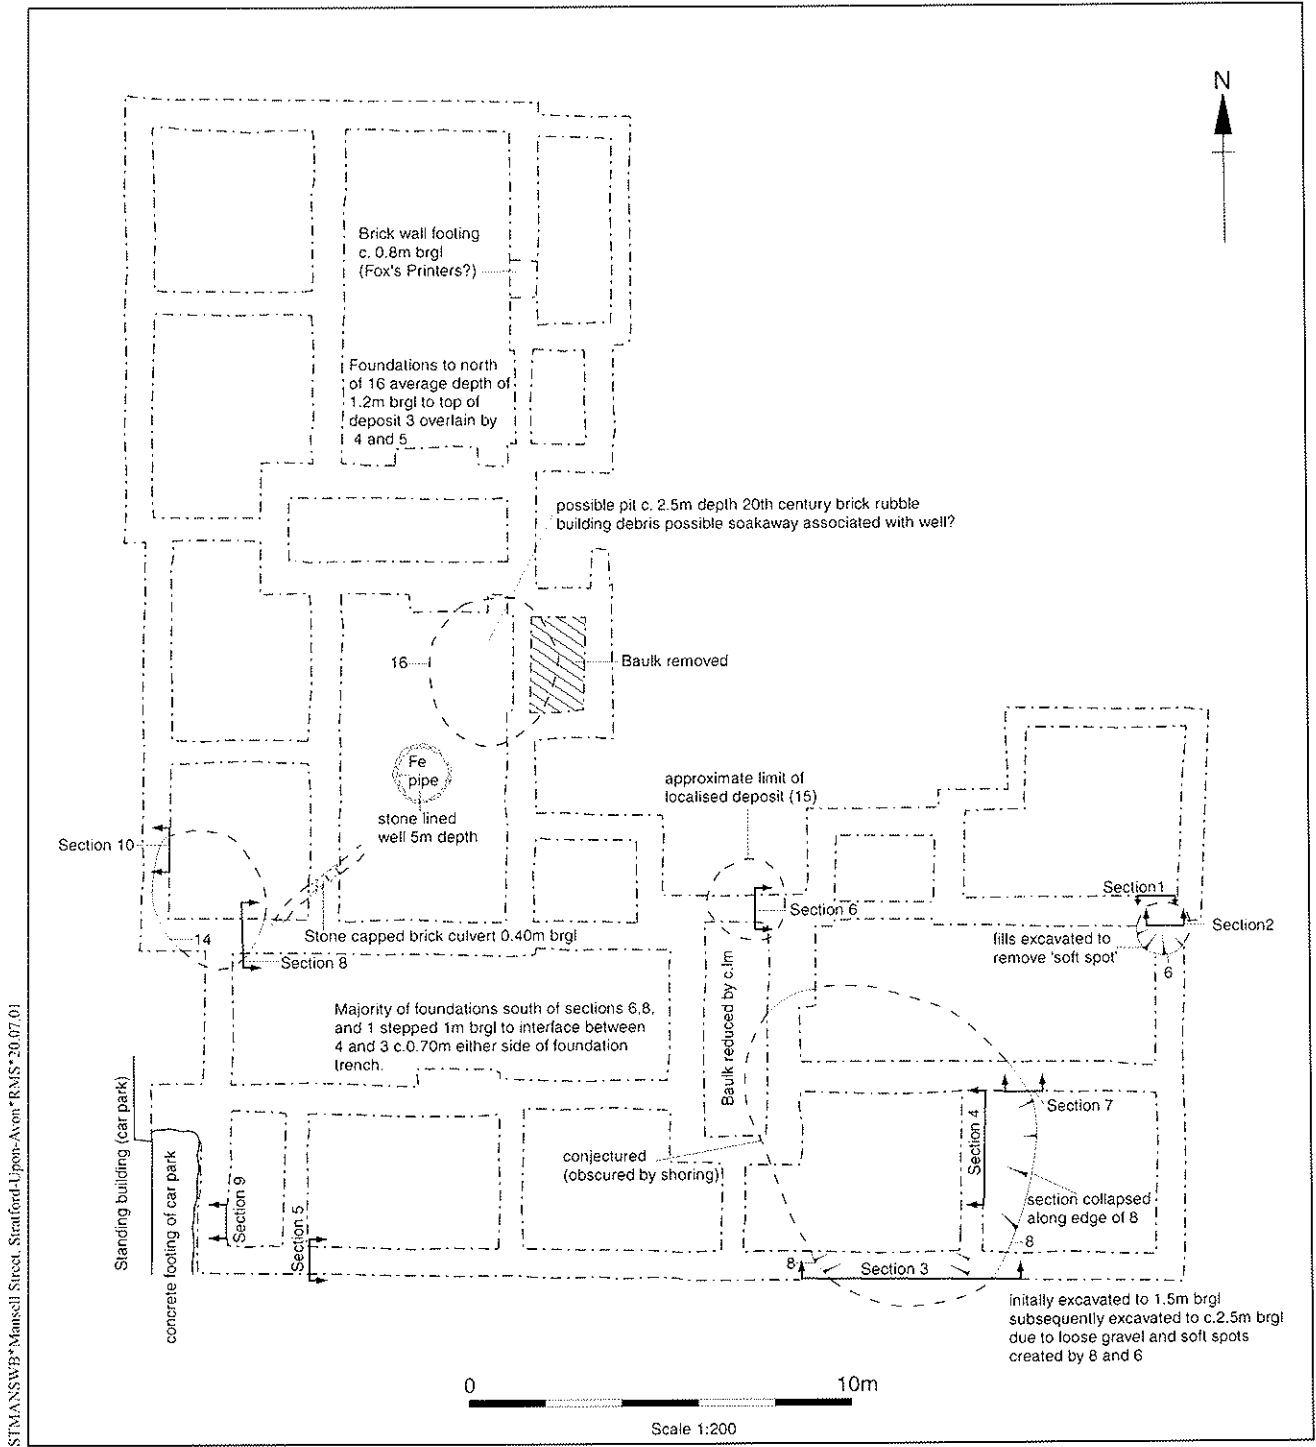 N
Brick wall footing
c. 0.8m brgl
(Fox's Printers?)
Foundations to north
of 16 average depth of
1.2m brgl to top of
deposit 3 overlain by
4 and 5
possible pit c. 2.5m depth 20th century brick rubble
building debris possible soakaway associated with well?
16
Baulk removed
Fe
pipe
stone lined
well 5m depth
approximate limit of
localised deposit (15)
Section 10
Section1
Section 6
Section2
14
Stone capped brick culvert 0.40m brgl
Section 8
fills excavated to
remove 'soft spot'
6
Baulk reduced by c.lm
Majority of foundations south of sections 6,8,
and 1 stepped 1m brgl to interface between
4 and 3 c.0.70m either side of foundation
trench.
Section 7
Section 4
Standing building (car park)
concrete footing of car park
conjectured
(obscured by shoring)
Section 9
Section 5
section collapsed
along edge of 8
8
8
Section 3
initally excavated to 1.5m brgl
subsequently excavated to c.2.5m brgl
due to loose gravel and soft spots
created by 8 and 6
0
10m
Scale 1:200
STMANSWB*Mansell Street, Stratford-Upon-Avon*RMS*20.07.01